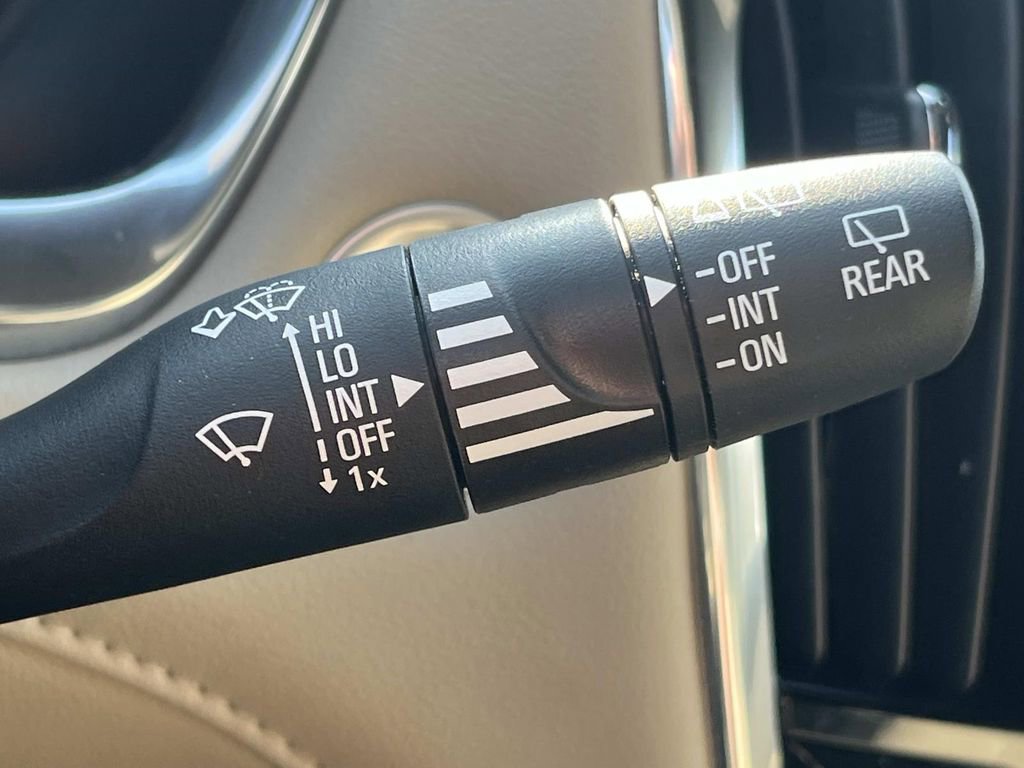 HI
LO
INT
OFF
1x
-OFF
-INT
-ON
REAR